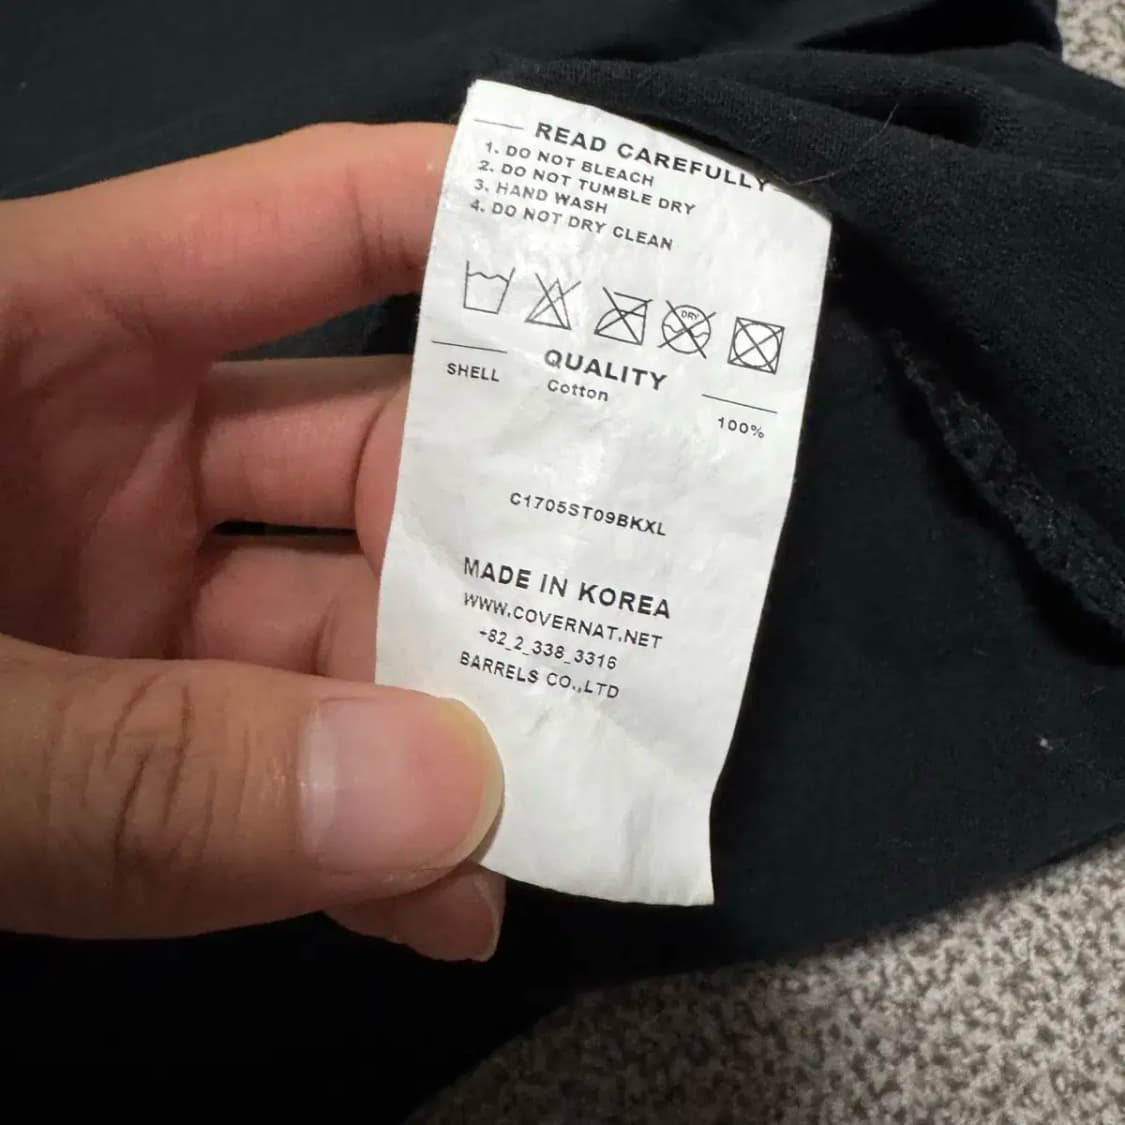 READ CAREFULLY
1. DO NOT BLEACH
2. DO NOT TUMBLE DRY
3. HAND WASH
4. DO NOT DRY CLEAN
DRY
QUALITY
SHELL Cotton 100%
C1705ST09BKXL
MADE IN KOREA
WWW.COVERNAT.NET
+82_2_338_3316
BARRELS CO.,LTD